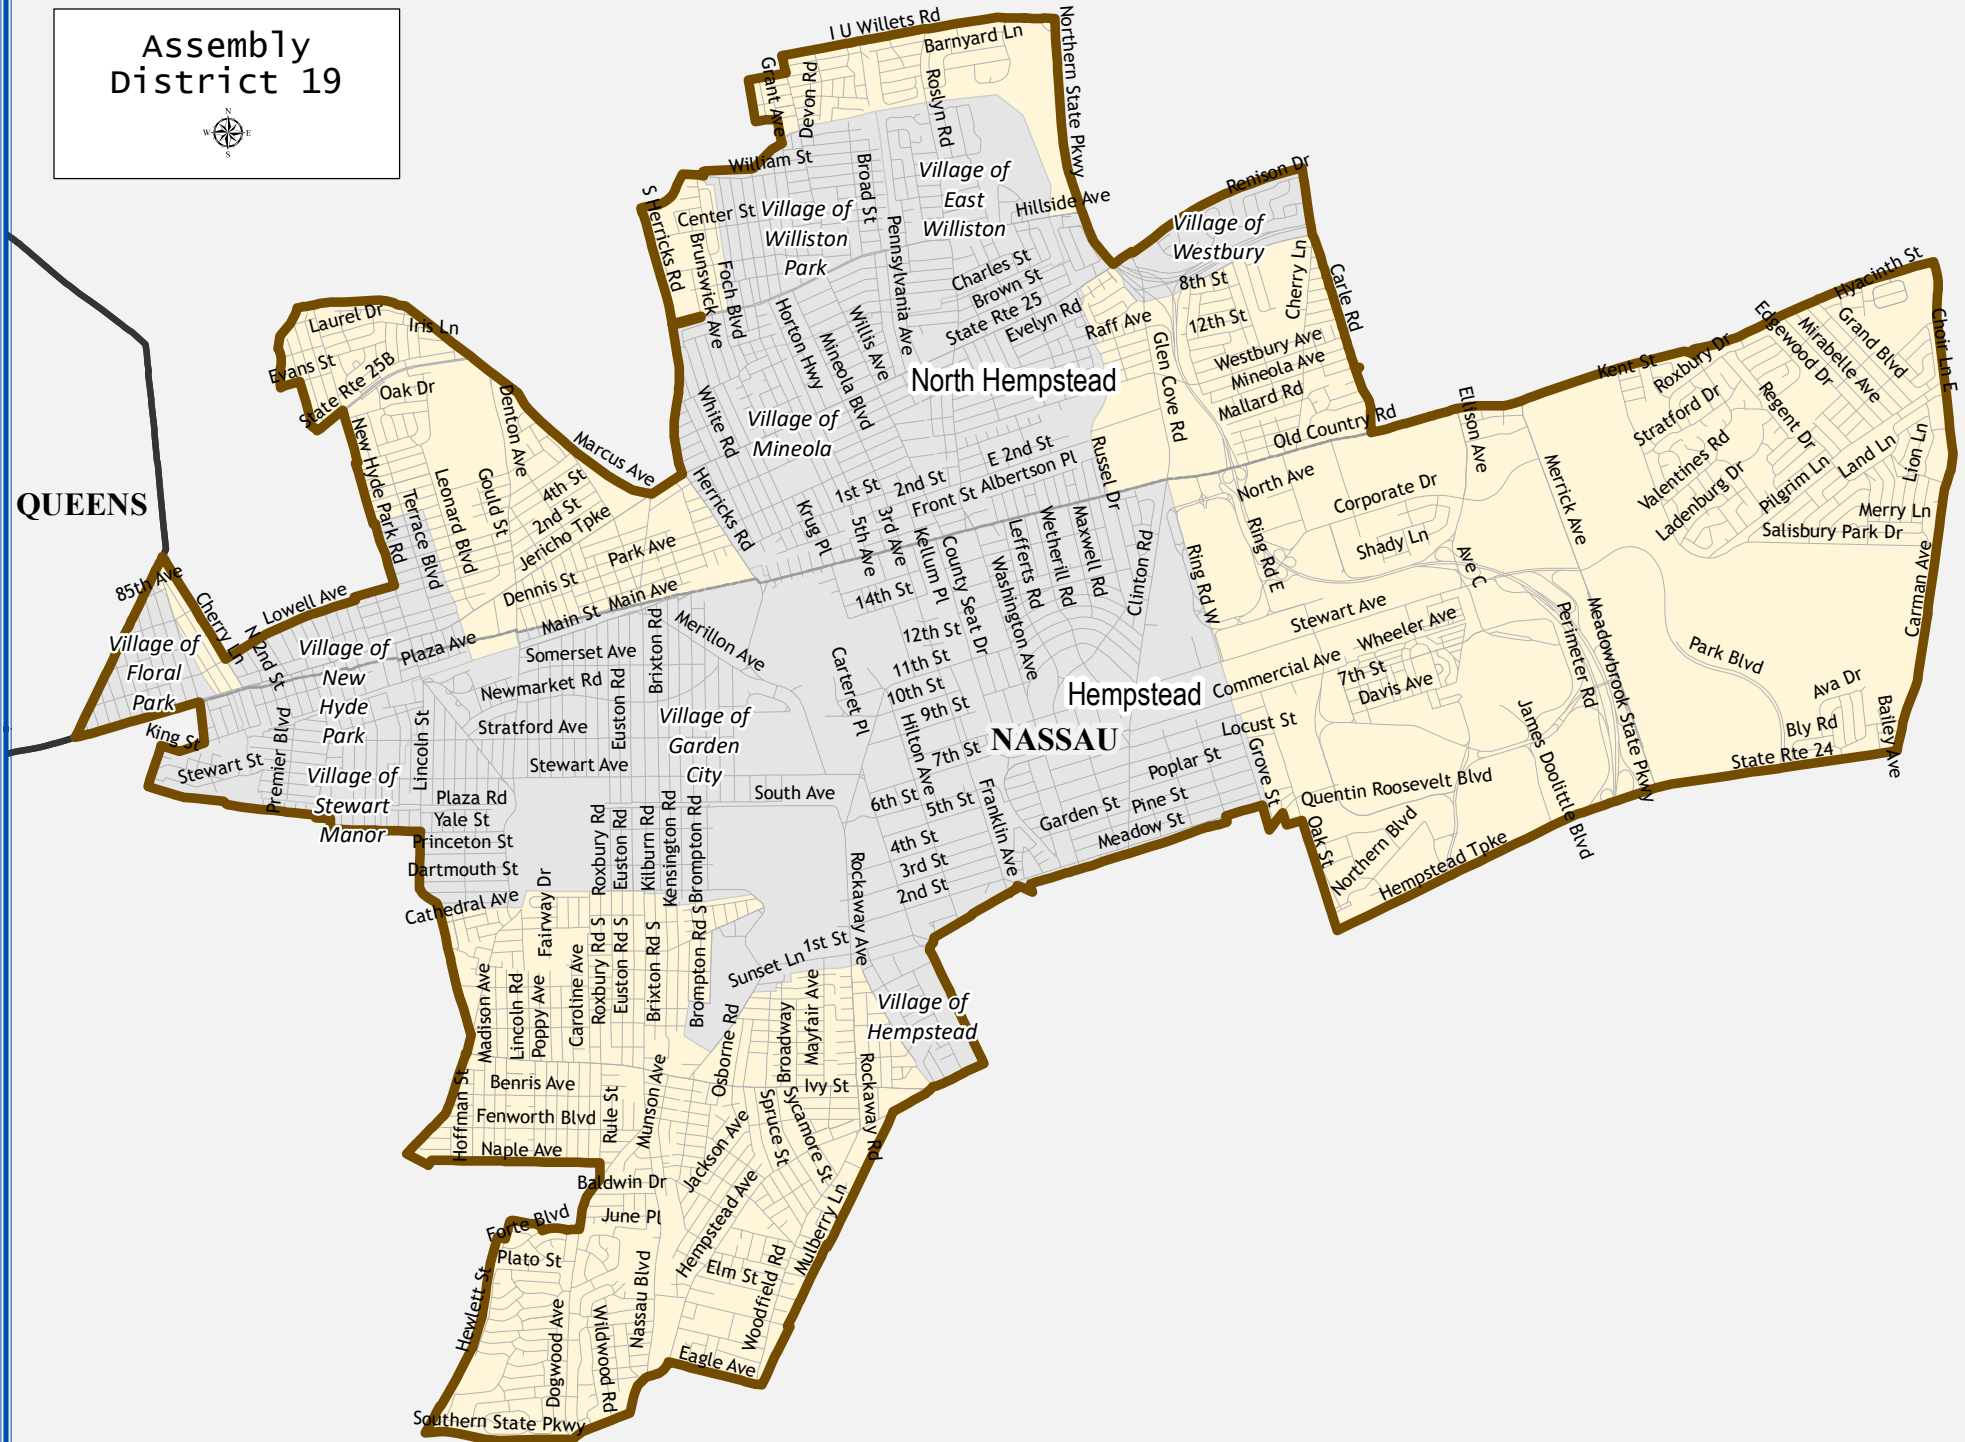 Assembly
District 19
N
W
E
S
I U Willets Rd
Barnyard Ln
Northern State Pkwy
Grant Ave
Devon Rd
Roslyn Rd
William St
Broad St
Village of
East
Williston
Renison Dr
S Herricks Rd
Center St
Village of
Williston
Park
Hillside Ave
Village of
Westbury
Brunswick Ave
Foch Blvd
Pennsylvania Ave
Charles St
Brown St
State Rte 25
Evelyn Rd
8th St
Cherry Ln
Carle Rd
Hyacinth St
Laurel Dr
Iris Ln
Horton Hwy
Mineola Blvd
Willis Ave
Raff Ave
12th St
Glen Cove Rd
Westbury Ave
Mineola Ave
Mallard Rd
Edgewood Dr
Mirabelle Ave
Grand Blvd
Choir Ln E
Evans St
State Rte 25B
Oak Dr
North Hempstead
Kent St
Roxbury Dr
New Hyde Park Rd
Denton Ave
Marcus Ave
White Rd
Village of
Mineola
Old Country Rd
Ellison Ave
Stratford Dr
Regent Dr
QUEENS
Terrace Blvd
Leonard Blvd
Gould St
4th St
2nd St
Jericho Tpke
Herricks Rd
E 2nd St
Albertson Pl
1st St
2nd St
Front St
Russel Dr
North Ave
Corporate Dr
Merrick Ave
Valentines Rd
Ladenburg Dr
Pilgrim Ln
Land Ln
Lion Ln
Merry Ln
Salisbury Park Dr
Krug Pl
5th Ave
3rd Ave
Kellum Pl
County Seat Dr
Lefferts Rd
Wetherill Rd
Maxwell Rd
Clinton Rd
Ring Rd E
Shady Ln
Park Ave
85th Ave
Cherry Ln
Lowell Ave
Dennis St
Main St
Main Ave
14th St
Washington Ave
Ring Rd W
Ave C
Carman Ave
Village of
Floral
Park
N 2nd St
Village of
New
Hyde
Park
Plaza Ave
Somerset Ave
Brixton Rd
Merillon Ave
12th St
11th St
10th St
9th St
Stewart Ave
Wheeler Ave
Commercial Ave
7th St
Davis Ave
Perimeter Rd
Meadowbrook State Pkwy
Park Blvd
Ava Dr
Bly Rd
Bailey Ave
Newmarket Rd
Euston Rd
Carteret Pl
Hempstead
King St
Stewart St
Premier Blvd
Lincoln St
Stratford Ave
Village of
Garden
City
Hilton Ave
NASSAU
Locust St
Grove St
James Doolittle Blvd
State Rte 24
Village of
Stewart
Manor
Stewart Ave
7th St
Poplar St
Plaza Rd
Yale St
Princeton St
Dartmouth St
South Ave
6th St
5th St
Franklin Ave
Garden St
Pine St
Meadow St
Quentin Roosevelt Blvd
Roxbury Rd
Euston Rd
Kilburn Rd
Kensington Rd
Brompton Rd
4th St
3rd St
2nd St
Rockaway Ave
Oak St
Northern Blvd
Hempstead Tpke
Cathedral Ave
Fairway Dr
Roxbury Rd S
Euston Rd S
Brixton Rd S
Brompton Rd S
1st St
Sunset Ln
Madison Ave
Lincoln Rd
Poppy Ave
Caroline Ave
Osborne Rd
Broadway
Mayfair Ave
Village of
Hempstead
Hoffman St
Benris Ave
Fenworth Blvd
Naple Ave
Rule St
Munson Ave
Jackson Ave
Spruce St
Sycamore St
Ivy St
Rockaway Rd
Baldwin Dr
June Pl
Forte Blvd
Plato St
Hempstead Ave
Elm St
Woodfield Rd
Mulberry Ln
Hewlett St
Dogwood Ave
Wildwood Rd
Nassau Blvd
Eagle Ave
Southern State Pkwy